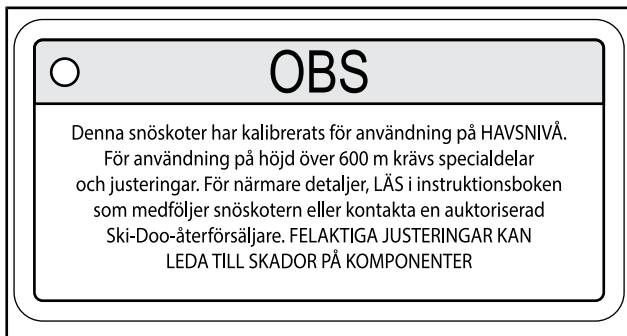 OBS
Denna snöskoter har kalibrerats för användning på HAVSNIVÅ.
För användning på höjd över 600 m krävs specialdelar
och justeringar. För närmare detaljer, LÄS i instruktionsboken
som medföljer snöskotern eller kontakta en auktoriserad
Ski-Doo-återförsäljare. FELAKTIGA JUSTERINGAR KAN
LEDA TILL SKADOR PÅ KOMPONENTER